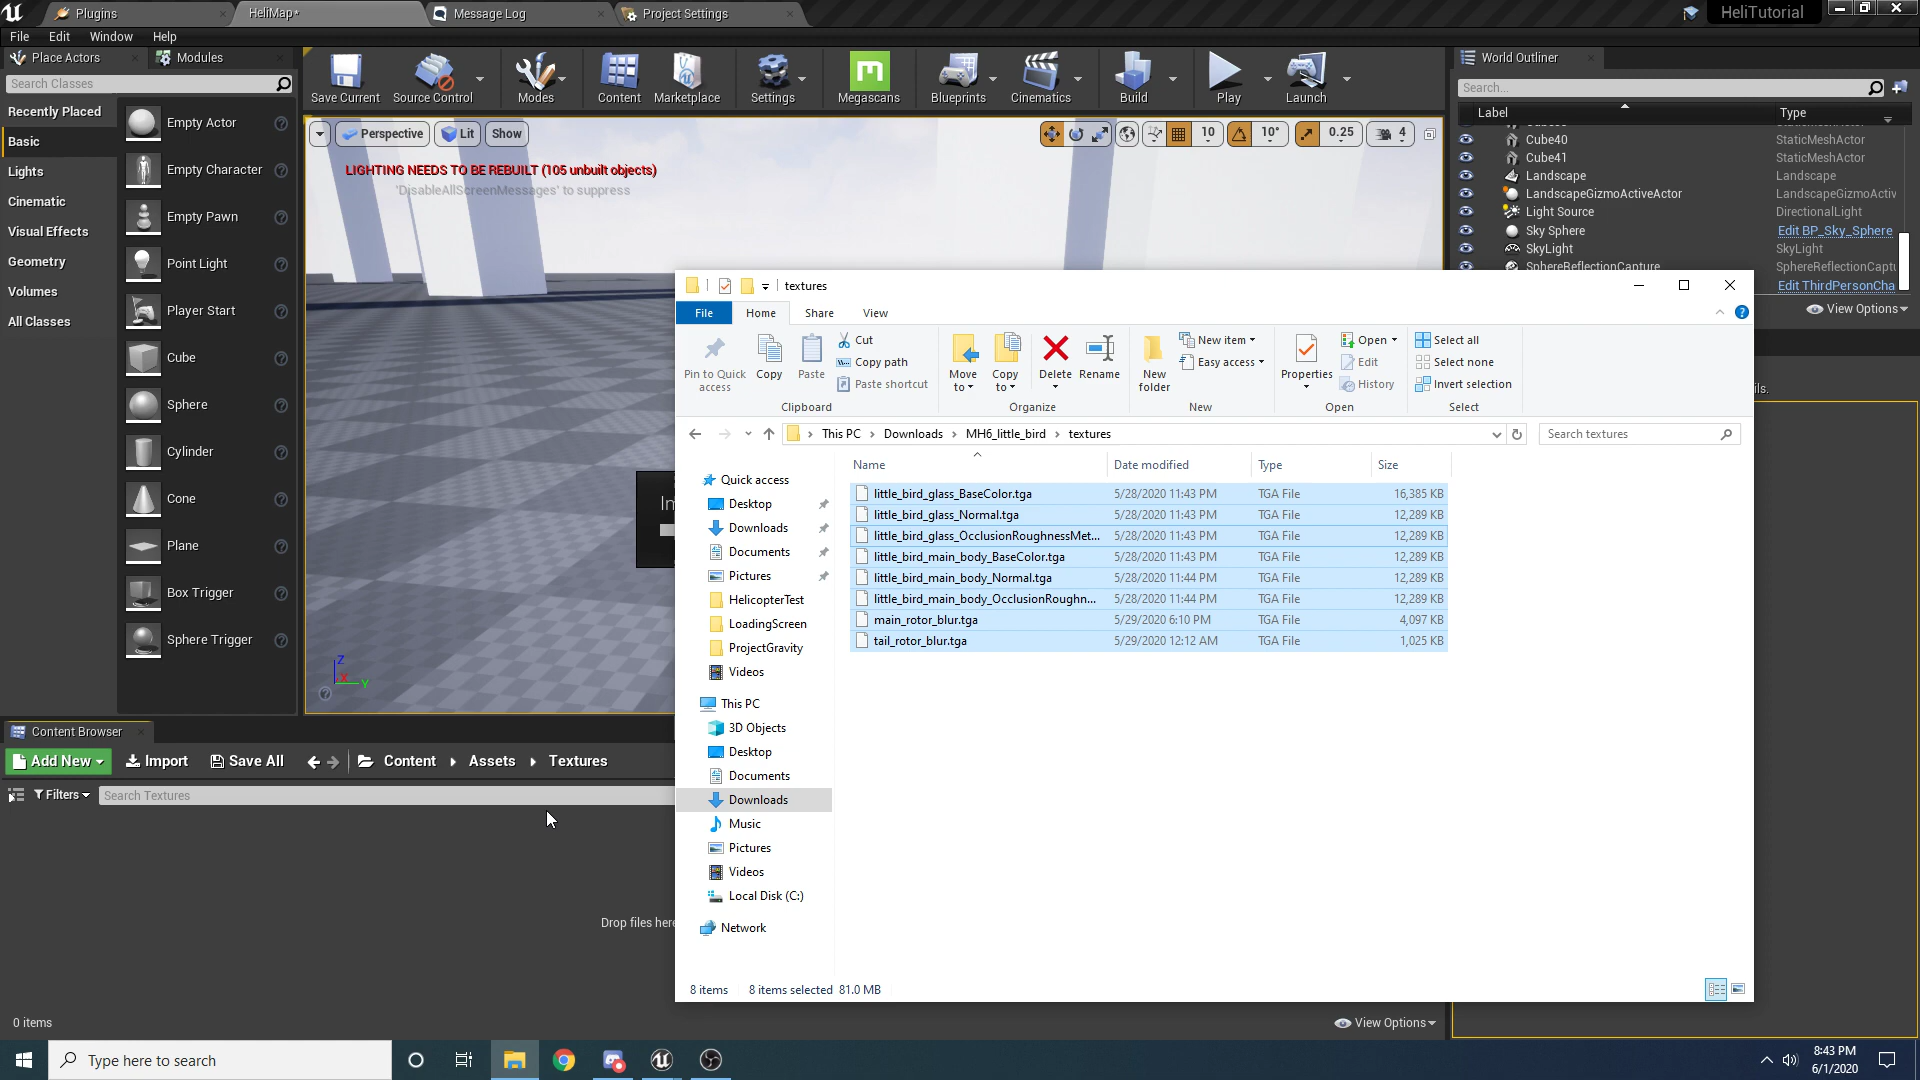 Plugins
HeliMap*
Message Log
Project Settings
HeliTutorial
File Edit Window Help
Place Actors
Modules
Search Classes
Recently Placed
Basic
Lights
Cinematic
Visual Effects
Geometry
Volumes
All Classes
Empty Actor
Empty Character
Empty Pawn
Point Light
Player Start
Cube
Sphere
Cylinder
Cone
Plane
Box Trigger
Sphere Trigger
Save Current
Source Control
Modes
Content
Marketplace
Settings
Megascans
Blueprints
Cinematics
Build
Play
Launch
Perspective
Lit
Show
10
10°
0.25
4
LIGHTING NEEDS TO BE REBUILT (105 unbuilt objects)
'DisableAllScreenMessages' to suppress
Z
X
Y
World Outliner
Search...
Label Type
Cube40 StaticMeshActor
Cube41 StaticMeshActor
Landscape Landscape
LandscapeGizmoActiveActor LandscapeGizmoActiv
Light Source DirectionalLight
Sky Sphere Edit BP_Sky_Sphere
SkyLight SkyLight
SphereReflectionCapture SphereReflectionCaptu
Edit ThirdPersonCha
View Options
ils.
textures
File Home Share View
Pin to Quick access
Copy
Paste
Cut
Copy path
Paste shortcut
Clipboard
Move to
Copy to
Delete
Rename
Organize
New folder
New item
Easy access
New
Properties
Open
Edit
History
Open
Select all
Select none
Invert selection
Select
This PC > Downloads > MH6_little_bird > textures
Search textures
Name Date modified Type Size
little_bird_glass_BaseColor.tga 5/28/2020 11:43 PM TGA File 16,385 KB
little_bird_glass_Normal.tga 5/28/2020 11:43 PM TGA File 12,289 KB
little_bird_glass_OcclusionRoughnessMet... 5/28/2020 11:43 PM TGA File 12,289 KB
little_bird_main_body_BaseColor.tga 5/28/2020 11:43 PM TGA File 12,289 KB
little_bird_main_body_Normal.tga 5/28/2020 11:44 PM TGA File 12,289 KB
little_bird_main_body_OcclusionRoughn... 5/28/2020 11:44 PM TGA File 12,289 KB
main_rotor_blur.tga 5/29/2020 6:10 PM TGA File 4,097 KB
tail_rotor_blur.tga 5/29/2020 12:12 AM TGA File 1,025 KB
Quick access
Desktop
Downloads
Documents
Pictures
HelicopterTest
LoadingScreen
ProjectGravity
Videos
This PC
3D Objects
Desktop
Documents
Downloads
Music
Pictures
Videos
Local Disk (C:)
Network
8 items 8 items selected 81.0 MB
Content Browser
Add New
Import
Save All
Content
Assets
Textures
Filters
Search Textures
Drop files here
0 items
View Options
Type here to search
8:43 PM
6/1/2020